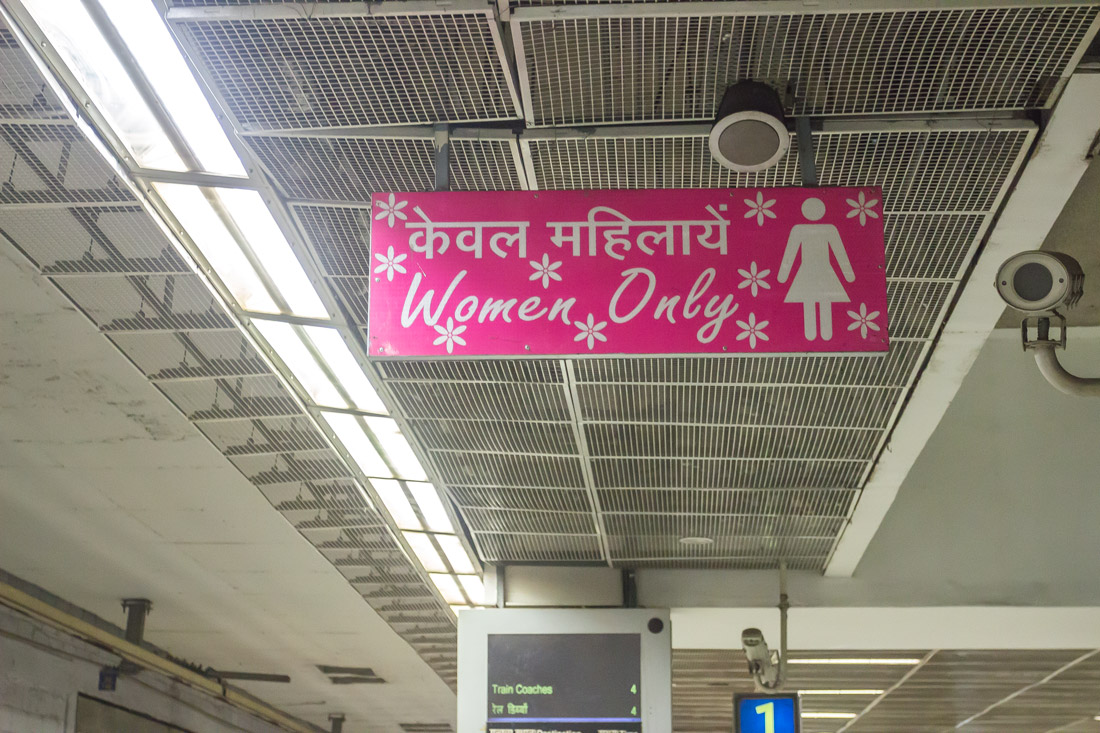 केवल महिलायें
Women Only
Train Coaches 4
रेल डिब्बों 4
1